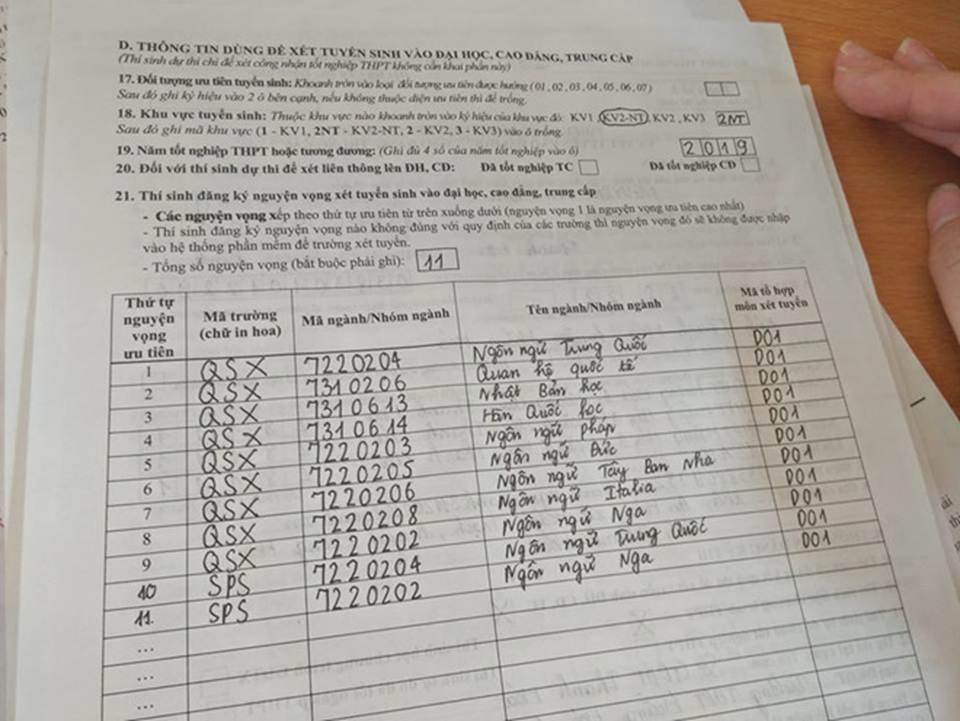 D. THÔNG TIN DÙNG ĐỂ XÉT TUYỂN SINH VÀO ĐẠI HỌC, CAO ĐẲNG, TRUNG CẤP
(Thí sinh dự thi chỉ để xét công nhận tốt nghiệp THPT không cần khai phần này)
17. Đối tượng ưu tiên tuyển sinh: Khoanh tròn vào loại đối tượng ưu tiên được hưởng (01, 02, 03, 04, 05, 06, 07)
Sau đó ghi ký hiệu vào 2 ô bên cạnh, nếu không thuộc diện ưu tiên thì để trống.
18. Khu vực tuyển sinh: Thuộc khu vực nào khoanh tròn vào ký hiệu của khu vực đó: KV1, KV2-NT, KV2, KV3 2NT
Sau đó ghi mã khu vực (1 - KV1, 2NT - KV2-NT, 2 - KV2, 3 - KV3) vào ô trống.
19. Năm tốt nghiệp THPT hoặc tương đương: (Ghi đủ 4 số của năm tốt nghiệp vào ô) 2019
20. Đối với thí sinh dự thi để xét liên thông lên ĐH, CĐ: Đã tốt nghiệp TC Đã tốt nghiệp CĐ
21. Thí sinh đăng ký nguyện vọng xét tuyển sinh vào đại học, cao đẳng, trung cấp
- Các nguyện vọng xếp theo thứ tự ưu tiên từ trên xuống dưới (nguyện vọng 1 là nguyện vọng ưu tiên cao nhất)
- Thí sinh đăng ký nguyện vọng nào không đúng với quy định của các trường thì nguyện vọng đó sẽ không được nhập
vào hệ thống phần mềm để trường xét tuyển.
- Tổng số nguyện vọng (bắt buộc phải ghi): 11
Thứ tự nguyện vọng ưu tiên Mã trường (chữ in hoa) Mã ngành/Nhóm ngành Tên ngành/Nhóm ngành Mã tổ hợp môn xét tuyển
1 QSX 7220204 Ngôn ngữ Trung Quốc D01
2 QSX 7310206 Quan hệ quốc tế D01
3 QSX 7310613 Nhật Bản học D01
4 QSX 7310614 Hàn Quốc học D01
5 QSX 7220203 Ngôn ngữ Pháp D01
6 QSX 7220205 Ngôn ngữ Đức D01
7 QSX 7220206 Ngôn ngữ Tây Ban Nha D01
8 QSX 7220208 Ngôn ngữ Italia D01
9 QSX 7220202 Ngôn ngữ Nga D01
10 SPS 7220204 Ngôn ngữ Trung Quốc D01
11. SPS 7220202 Ngôn ngữ Nga D01
...
...
...